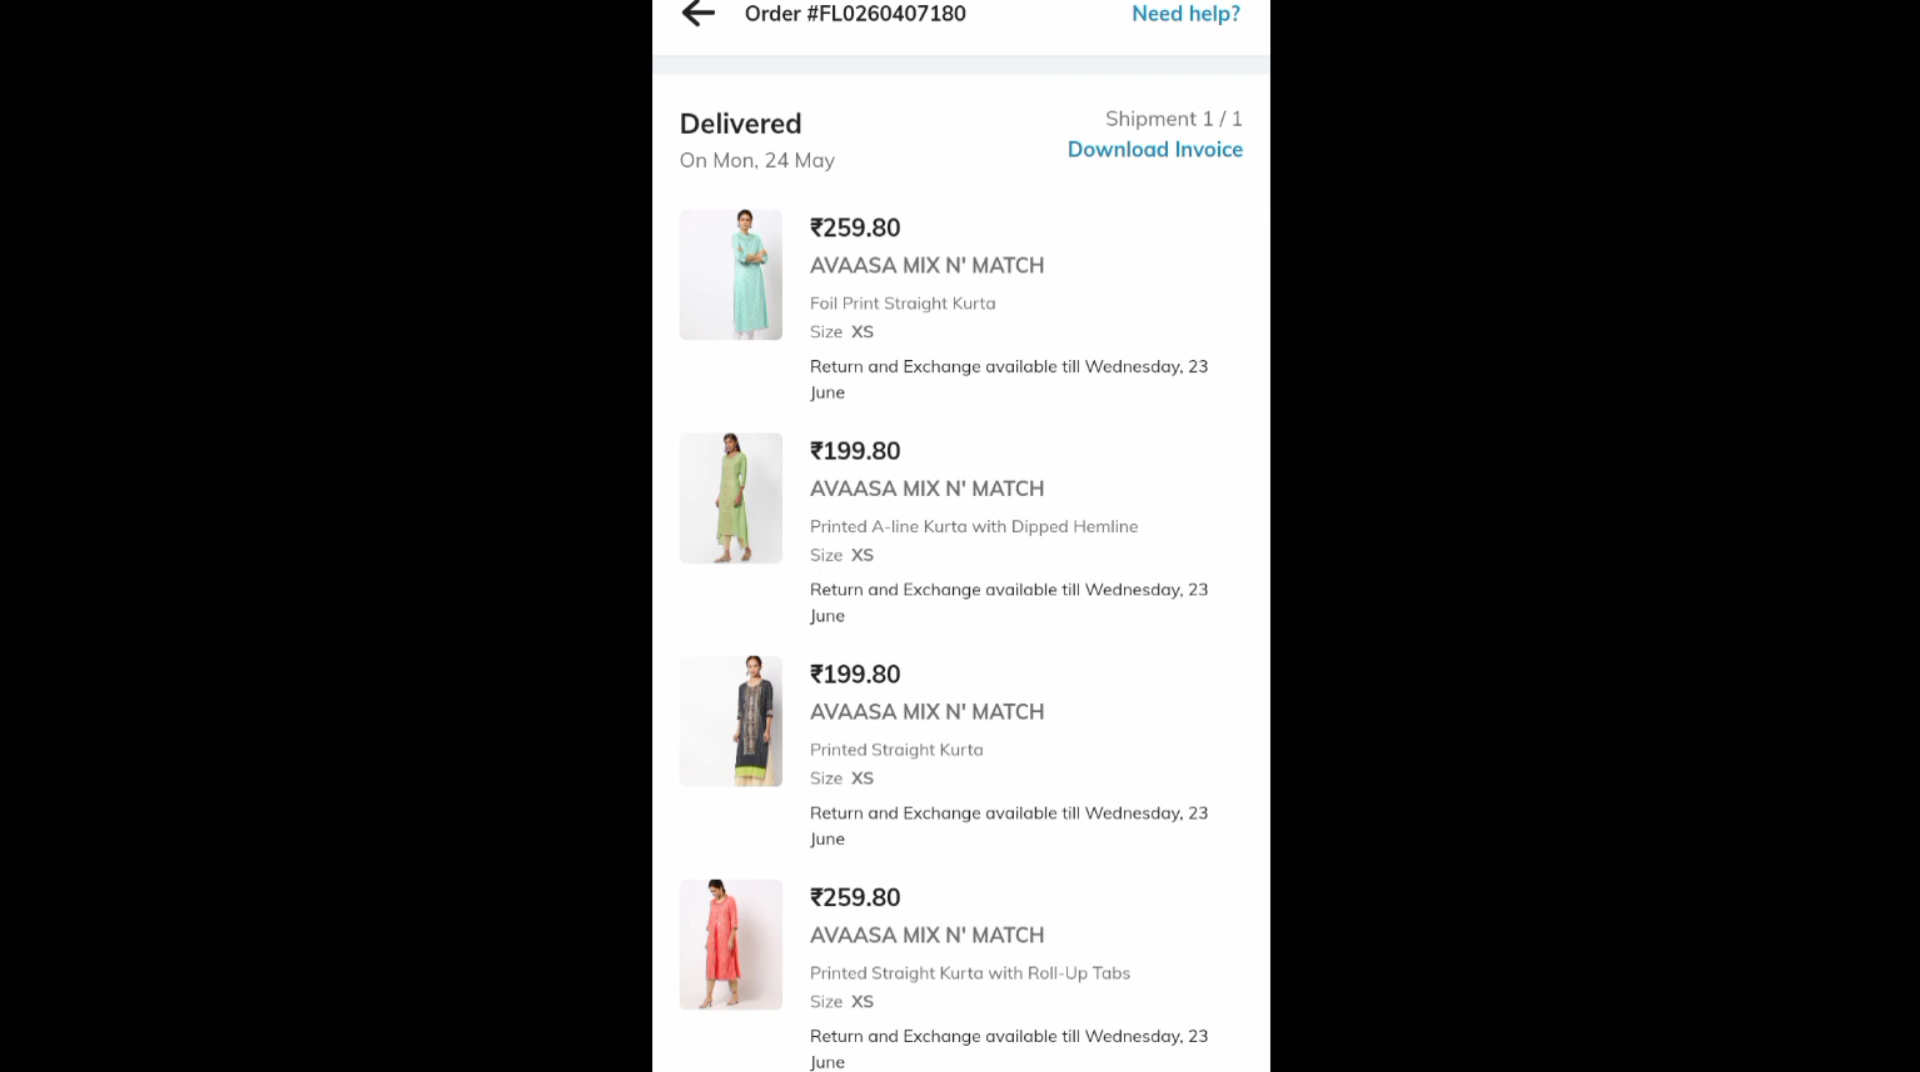 Order #FL0260407180
Need help?
Delivered
Shipment 1 / 1
On Mon, 24 May
Download Invoice
₹259.80
AVAASA MIX N' MATCH
Foil Print Straight Kurta
Size XS
Return and Exchange available till Wednesday, 23
June
₹199.80
AVAASA MIX N' MATCH
Printed A-line Kurta with Dipped Hemline
Size XS
Return and Exchange available till Wednesday, 23
June
₹199.80
AVAASA MIX N' MATCH
Printed Straight Kurta
Size XS
Return and Exchange available till Wednesday, 23
June
₹259.80
AVAASA MIX N' MATCH
Printed Straight Kurta with Roll-Up Tabs
Size XS
Return and Exchange available till Wednesday, 23
June